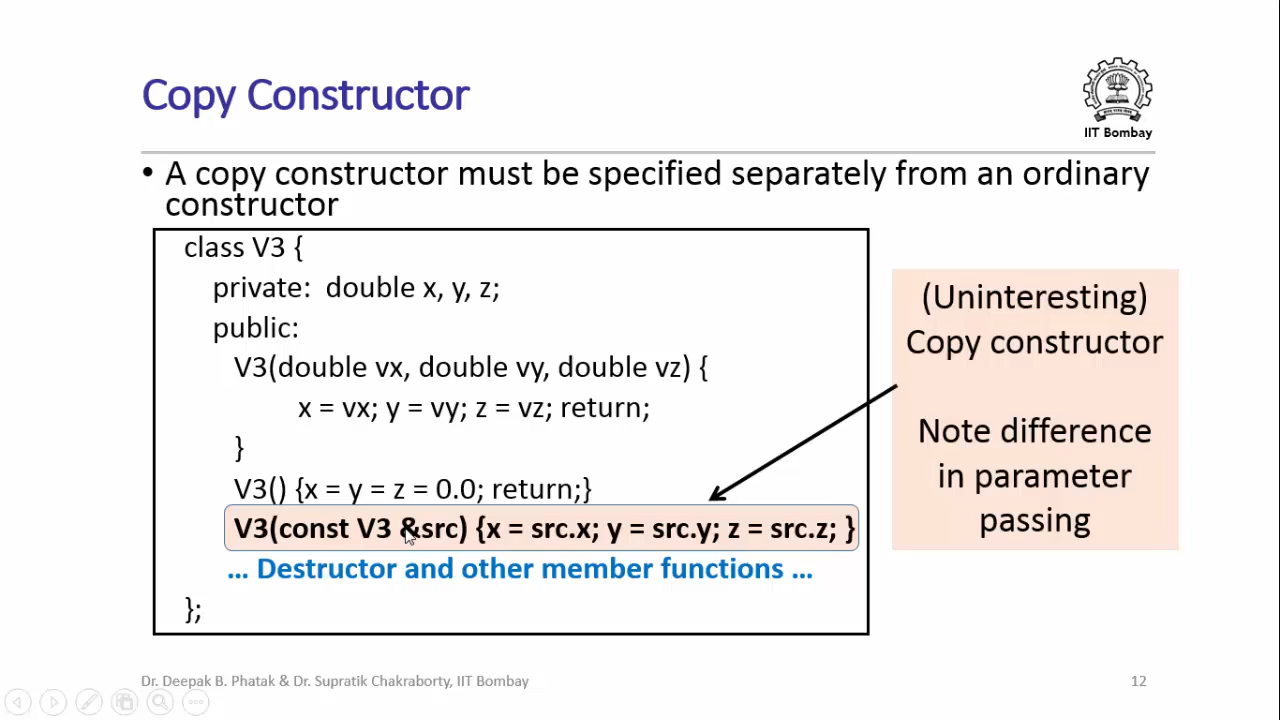 Copy Constructor
IIT Bombay
• A copy constructor must be specified separately from an ordinary
constructor
class V3 {
private: double x, y, z;
public:
V3(double vx, double vy, double vz) {
x = vx; y = vy; z = vz; return;
}
V3() {x = y = z = 0.0; return;}
V3(const V3 &src) {x = src.x; y = src.y; z = src.z; }
... Destructor and other member functions ...
};
(Uninteresting)
Copy constructor
Note difference
in parameter
passing
Dr. Deepak B. Phatak & Dr. Supratik Chakraborty, IIT Bombay
12